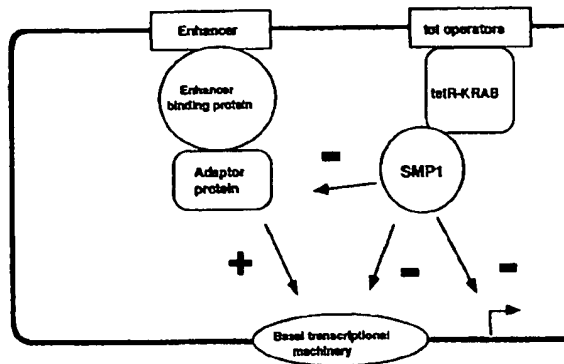 Enhancer
tet operators
Enhancer
binding protein
tetR-KRAB
Adaptor
protein
SMP1
-
+
-
-
Basal transcriptional
machinery